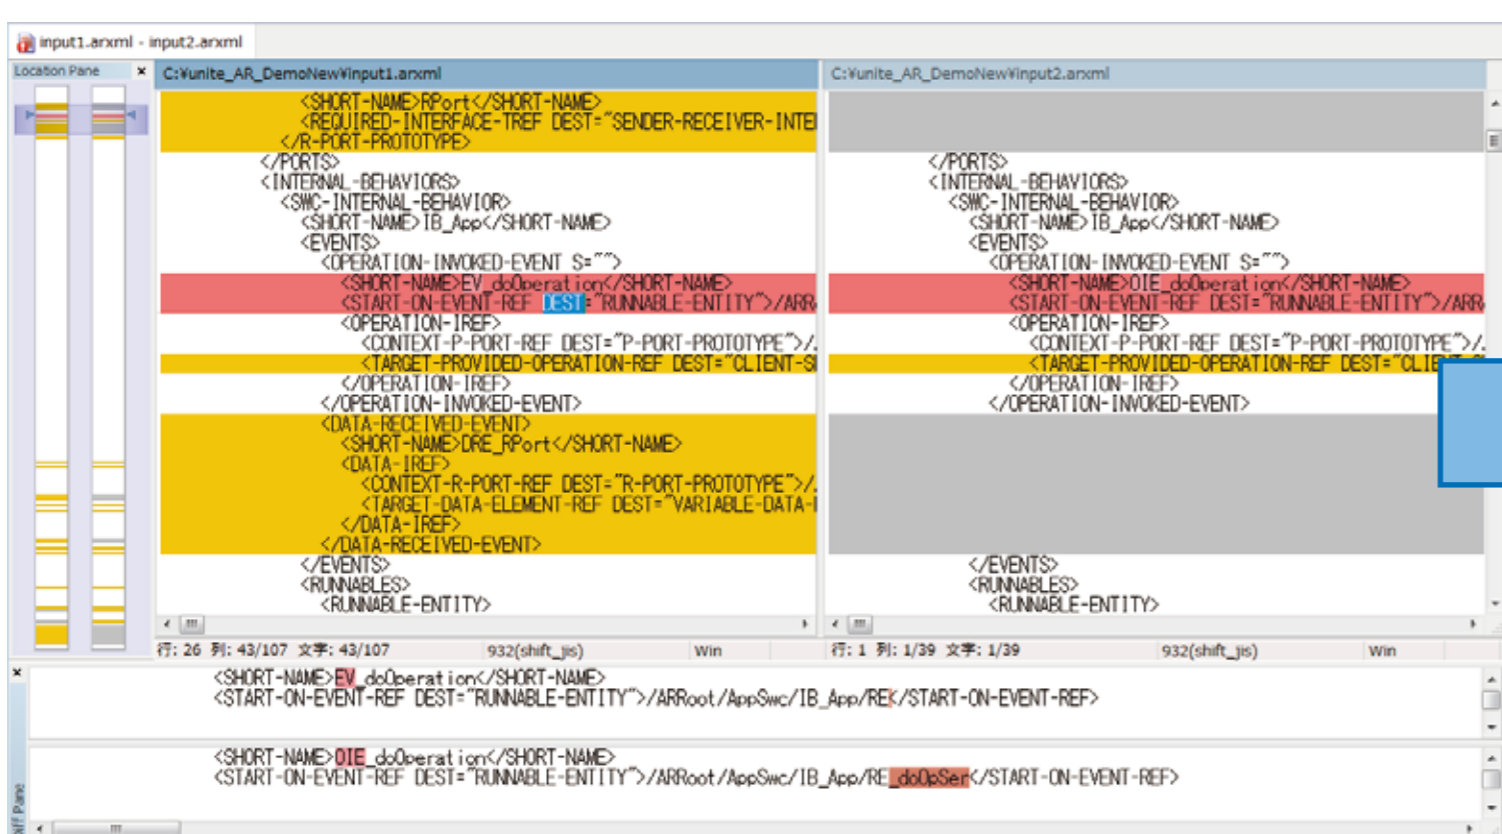 input1.arxml - input2.arxml
Location Pane
C:¥unite_AR_DemoNew¥input1.arxml
<SHORT-NAME>RPort</SHORT-NAME>
<REQUIRED-INTERFACE-TREF DEST="SENDER-RECEIVER-INTE
</R-PORT-PROTOTYPE>
</PORTS>
<INTERNAL-BEHAVIORS>
<SWC-INTERNAL-BEHAVIOR>
<SHORT-NAME>IB_App</SHORT-NAME>
<EVENTS>
<OPERATION-INVOKED-EVENT S="">
<SHORT-NAME>EV_doOperation</SHORT-NAME>
<START-ON-EVENT-REF DEST="RUNNABLE-ENTITY">/ARR
<OPERATION-IREF>
<CONTEXT-P-PORT-REF DEST="P-PORT-PROTOTYPE">/.
<TARGET-PROVIDED-OPERATION-REF DEST="CLIENT-S
</OPERATION-IREF>
</OPERATION-INVOKED-EVENT>
<DATA-RECEIVED-EVENT>
<SHORT-NAME>DRE_RPort</SHORT-NAME>
<DATA-IREF>
<CONTEXT-R-PORT-REF DEST="R-PORT-PROTOTYPE">/.
<TARGET-DATA-ELEMENT-REF DEST="VARIABLE-DATA-
</DATA-IREF>
</DATA-RECEIVED-EVENT>
</EVENTS>
<RUNNABLES>
<RUNNABLE-ENTITY>
行: 26 列: 43/107 文字: 43/107 932(shift_jis) Win
C:¥unite_AR_DemoNew¥input2.arxml
</PORTS>
<INTERNAL-BEHAVIORS>
<SWC-INTERNAL-BEHAVIOR>
<SHORT-NAME>IB_App</SHORT-NAME>
<EVENTS>
<OPERATION-INVOKED-EVENT S="">
<SHORT-NAME>OIE_doOperation</SHORT-NAME>
<START-ON-EVENT-REF DEST="RUNNABLE-ENTITY">/ARR
<OPERATION-IREF>
<CONTEXT-P-PORT-REF DEST="P-PORT-PROTOTYPE">/.
<TARGET-PROVIDED-OPERATION-REF DEST="CLIE
</OPERATION-IREF>
</OPERATION-INVOKED-EVENT>
</EVENTS>
<RUNNABLES>
<RUNNABLE-ENTITY>
行: 1 列: 1/39 文字: 1/39 932(shift_jis) Win
<SHORT-NAME>EV_doOperation</SHORT-NAME>
<START-ON-EVENT-REF DEST="RUNNABLE-ENTITY">/ARRoot/AppSwc/IB_App/RE</START-ON-EVENT-REF>
<SHORT-NAME>OIE_doOperation</SHORT-NAME>
<START-ON-EVENT-REF DEST="RUNNABLE-ENTITY">/ARRoot/AppSwc/IB_App/RE_doOpSer</START-ON-EVENT-REF>
Pane